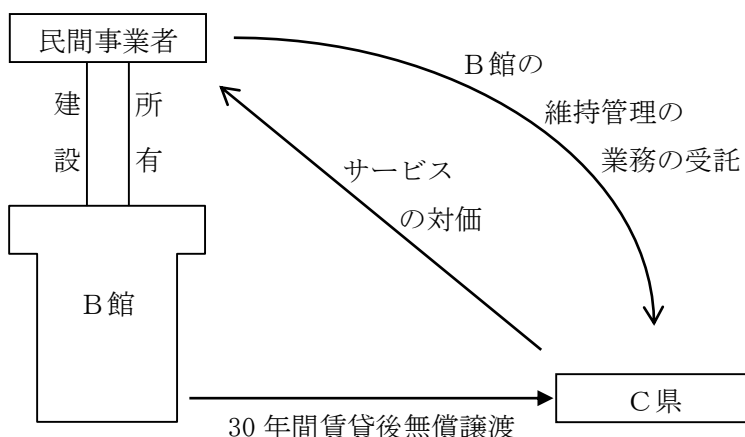 民間事業者
建設
所有
B館の
維持管理の
業務の受託
サービス
の対価
B館
C県
30年間賃貸後無償譲渡